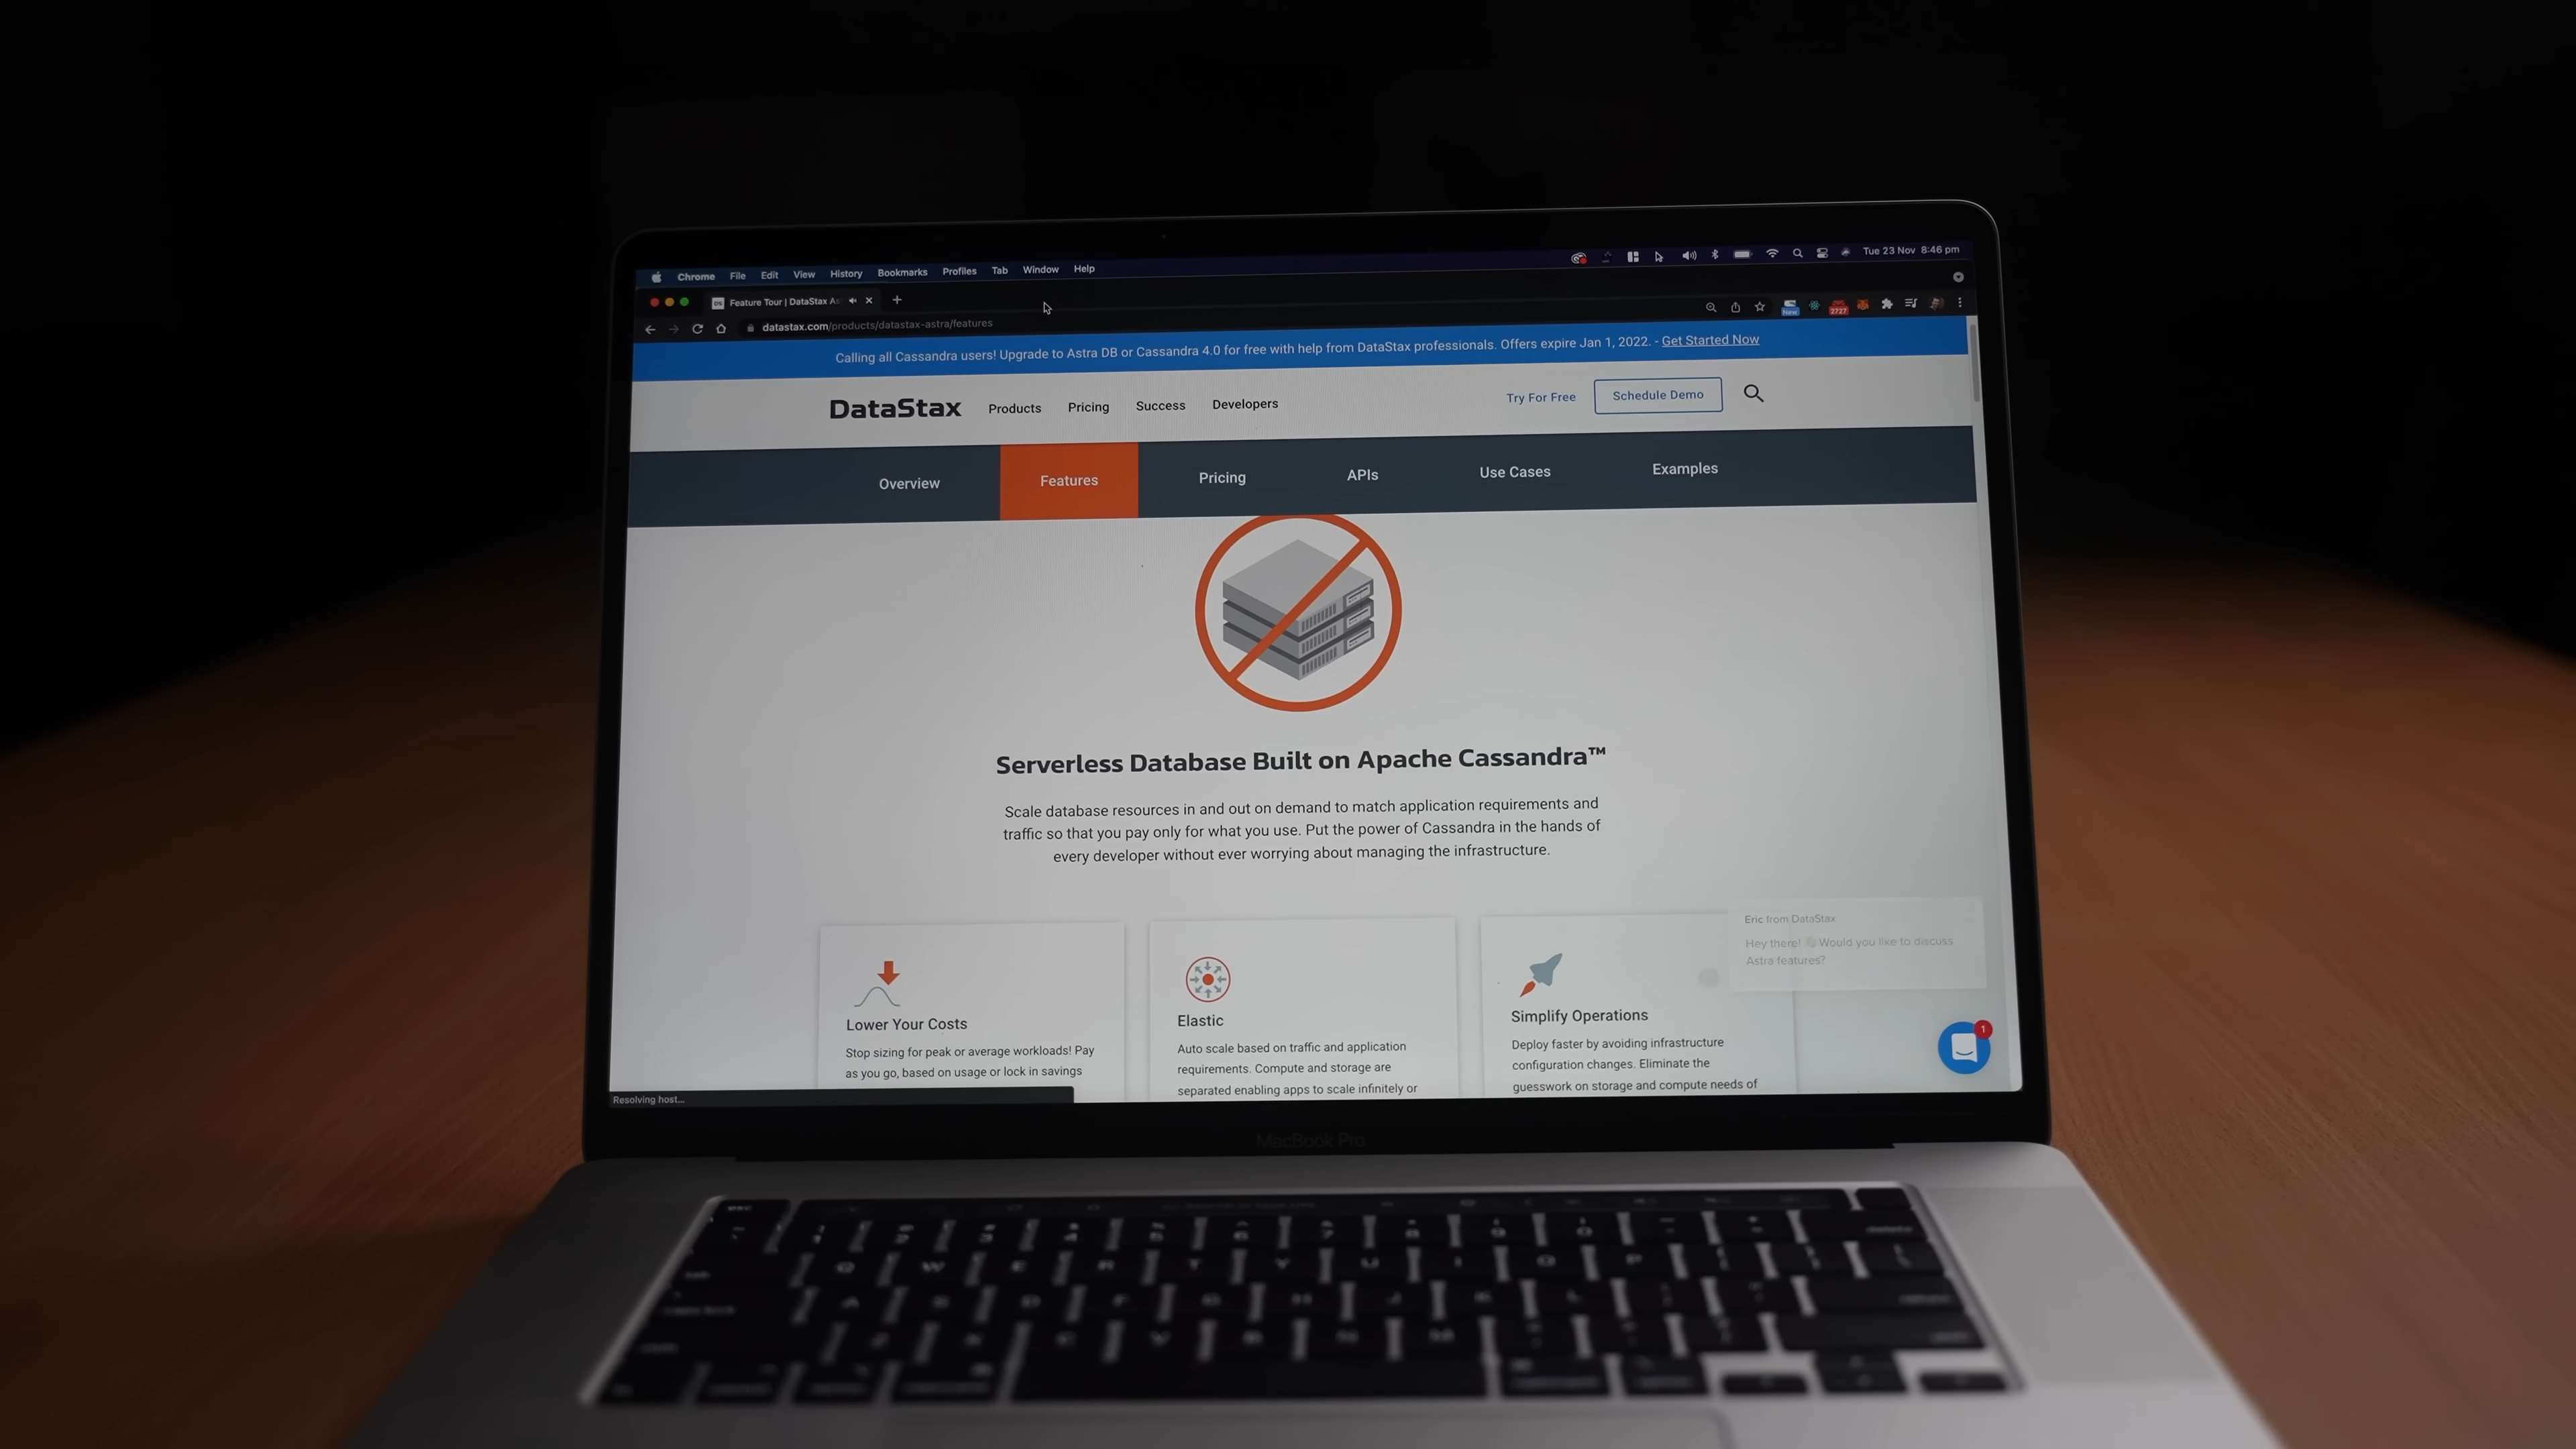 Chrome File Edit View History Bookmarks Profiles Tab Window Help
Tue 23 Nov 8:46 pm
Feature Tour | DataStax As
datastax.com/products/datastax-astra/features
New
2727
Calling all Cassandra users! Upgrade to Astra DB or Cassandra 4.0 for free with help from DataStax professionals. Offers expire Jan 1, 2022. - Get Started Now
DataStax Products Pricing Success Developers
Try For Free Schedule Demo
Overview Features Pricing APIs Use Cases Examples
Serverless Database Built on Apache Cassandra™
Scale database resources in and out on demand to match application requirements and
traffic so that you pay only for what you use. Put the power of Cassandra in the hands of
every developer without ever worrying about managing the infrastructure.
Lower Your Costs
Stop sizing for peak or average workloads! Pay
as you go, based on usage or lock in savings
Elastic
Auto scale based on traffic and application
requirements. Compute and storage are
separated enabling apps to scale infinitely or
Simplify Operations
Deploy faster by avoiding infrastructure
configuration changes. Eliminate the
guesswork on storage and compute needs of
Eric from DataStax
Hey there! 👋Would you like to discuss
Astra features?
1
Resolving host...
MacBook Pro